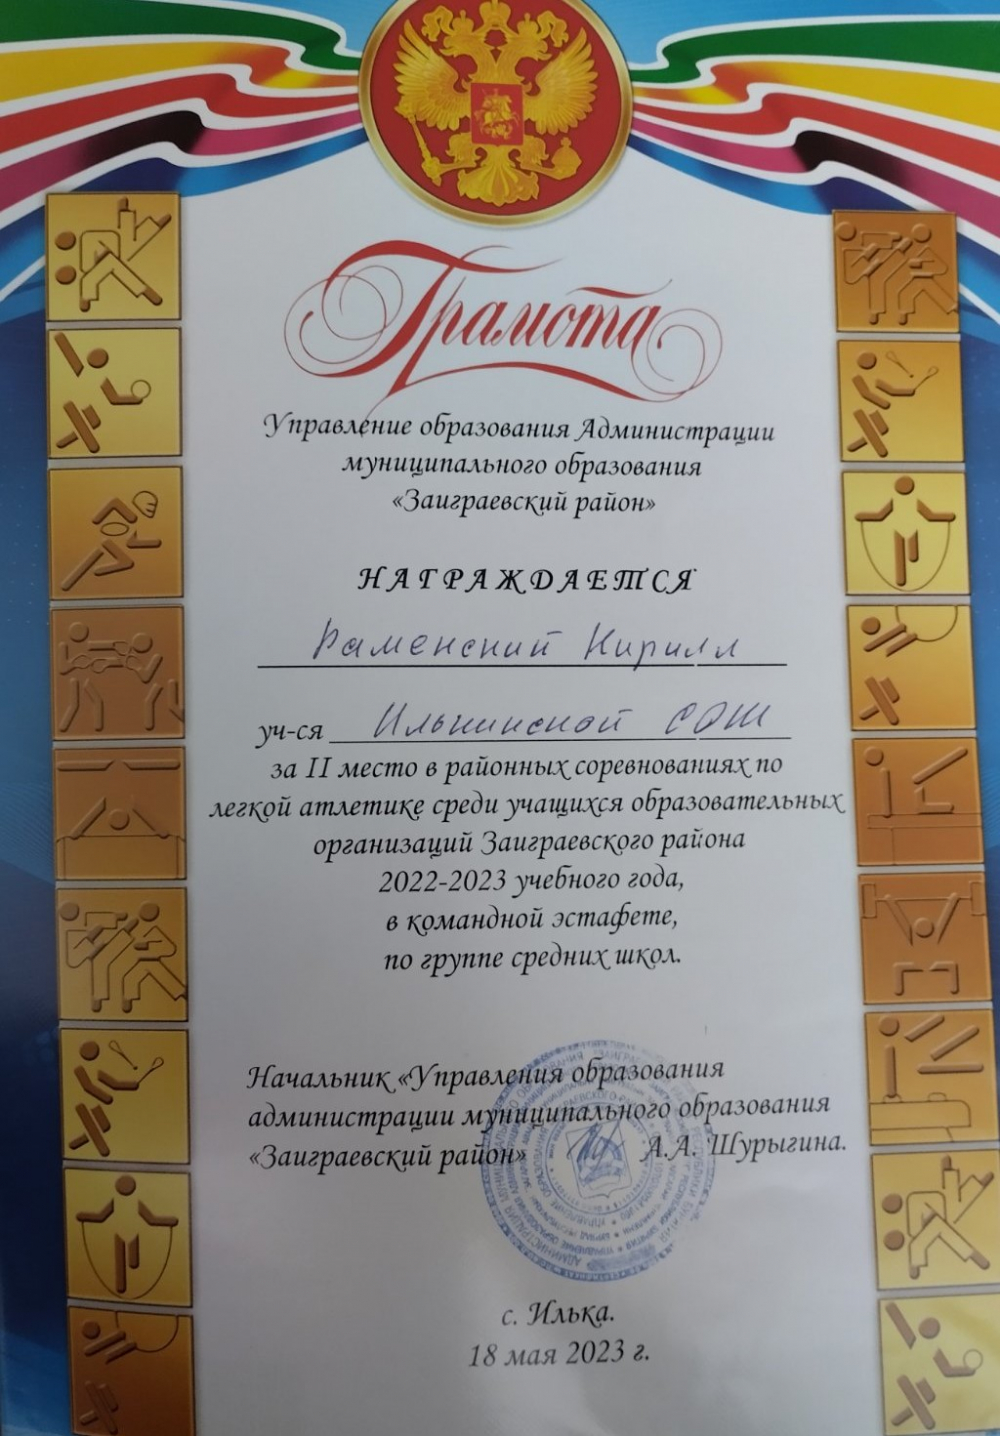 Грамота
Управление образования Администрации
муниципального образования
«Заиграевский район»
НАГРАЖДАЕТСЯ
Раменский Кирилл
уч-ся Илькинской СОШ
за II место в районных соревнованиях по
легкой атлетике среди учащихся образовательных
организаций Заиграевского района
2022-2023 учебного года,
в командной эстафете,
по группе средних школ.
Начальник «Управления образования
администрации муниципального образования
«Заиграевский район» А.А. Шурыгина.
с. Илька.
18 мая 2023 г.